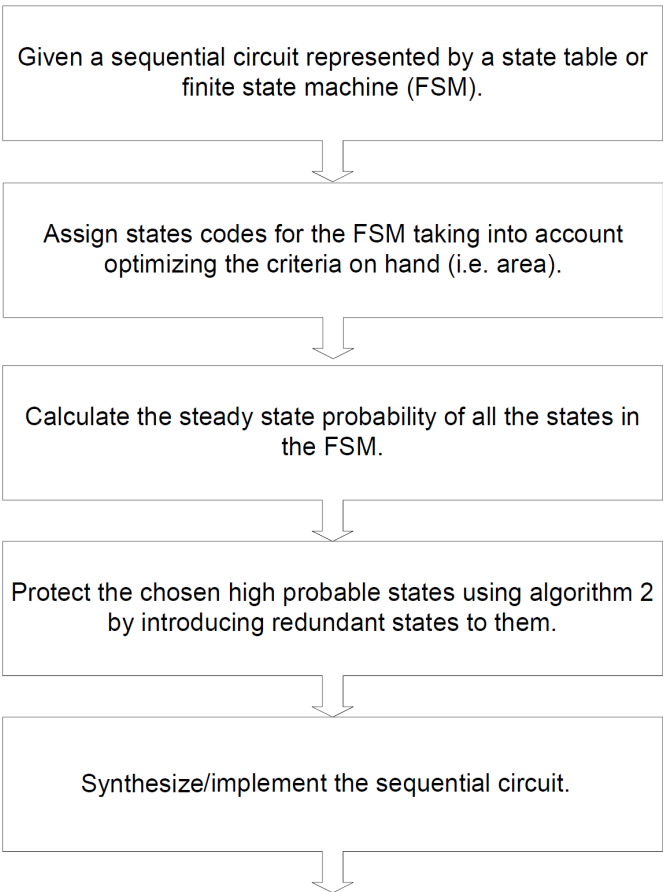 Given a sequential circuit represented by a state table or
finite state machine (FSM).
Assign states codes for the FSM taking into account
optimizing the criteria on hand (i.e. area).
Calculate the steady state probability of all the states in
the FSM.
Protect the chosen high probable states using algorithm 2
by introducing redundant states to them.
Synthesize/implement the sequential circuit.